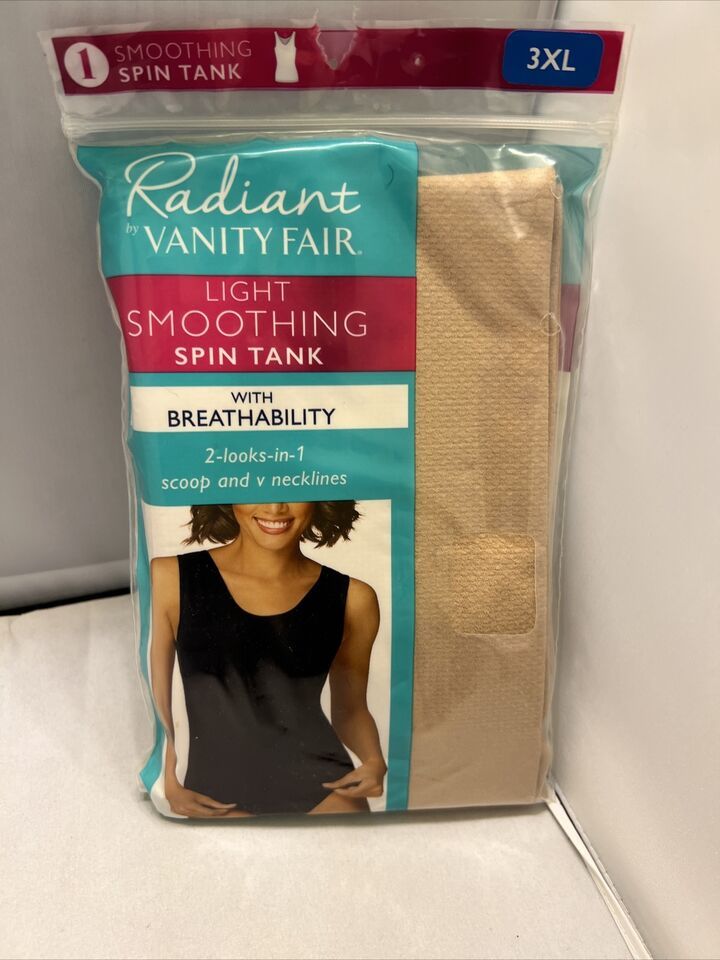 1
SMOOTHING
SPIN TANK
3XL
Radiant
by VANITY FAIR®
LIGHT
SMOOTHING
SPIN TANK
WITH
BREATHABILITY
2-looks-in-1
scoop and v necklines